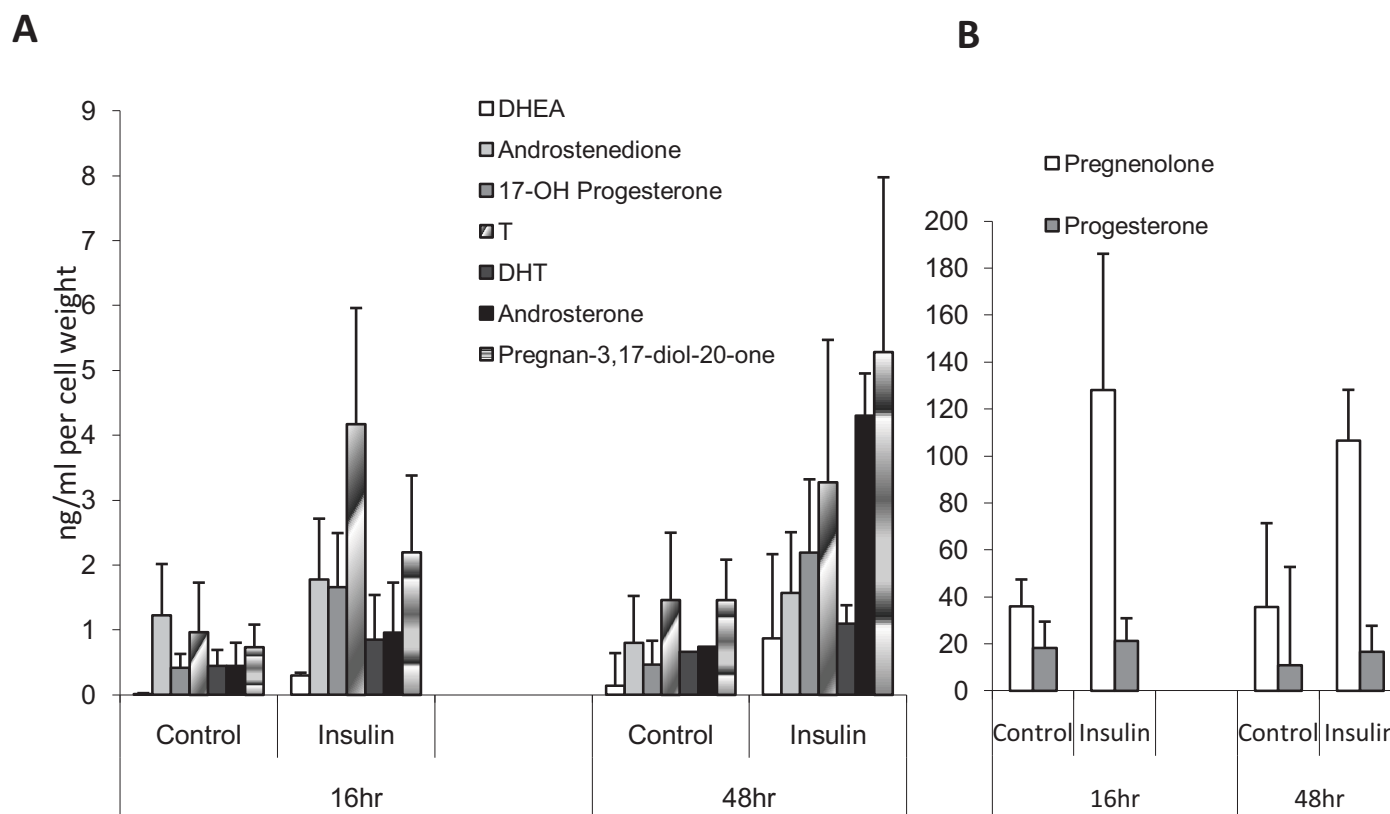 A
ng/ml per cell weight
9
8
7
6
5
4
3
2
1
0
DHEA
Androstenedione
17-OH Progesterone
T
DHT
Androsterone
Pregnan-3,17-diol-20-one
Control
Insulin
Control
Insulin
16hr
48hr
B
Pregnenolone
Progesterone
200
180
160
140
120
100
80
60
40
20
0
Control
Insulin
Control
Insulin
16hr
48hr